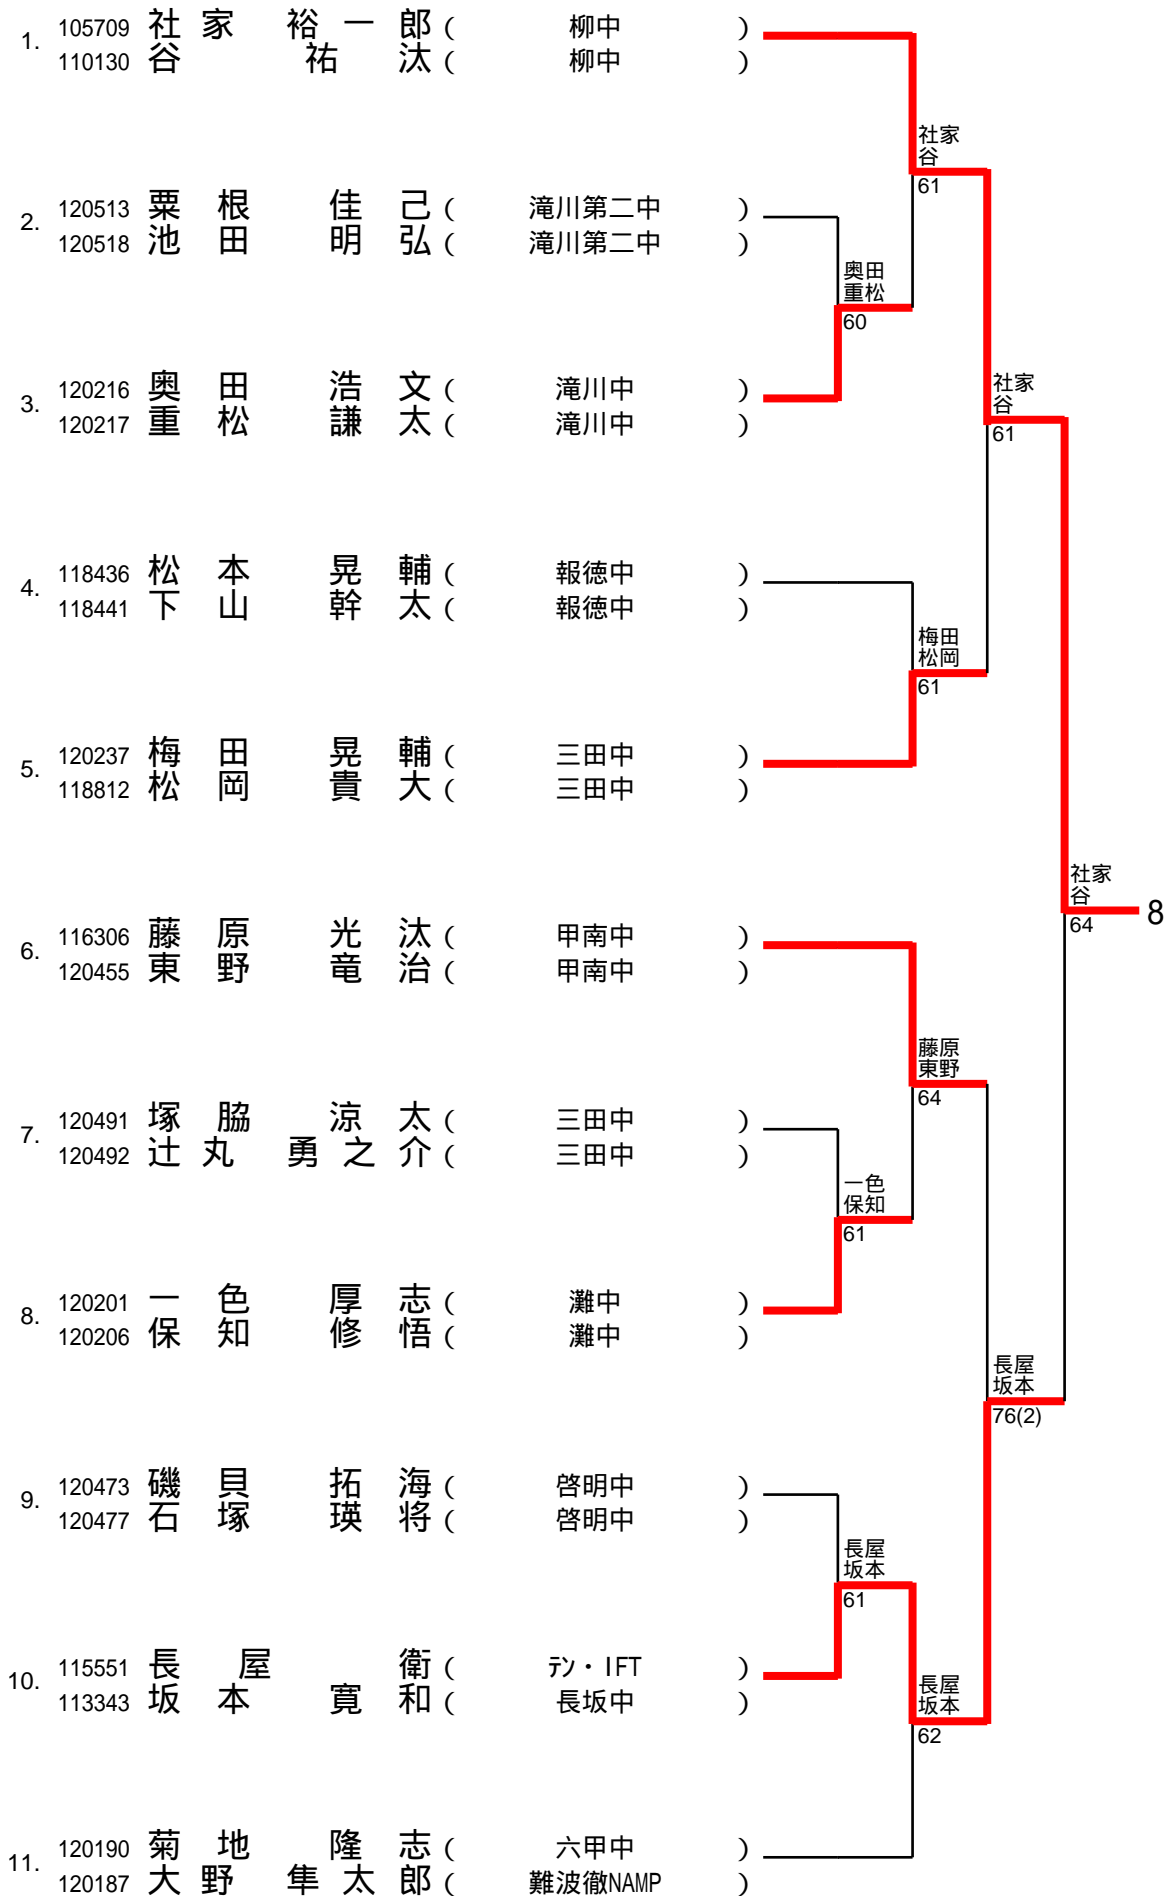 1. 105709 社家 裕一郎 ( 柳中 )
110130 谷 祐汰 ( 柳中 )
社家
谷
61
2. 120513 粟根 佳己 ( 滝川第二中 )
120518 池田 明弘 ( 滝川第二中 )
奥田
重松
60
3. 120216 奥田 浩文 ( 滝川中 )
120217 重松 謙太 ( 滝川中 )
社家
谷
61
4. 118436 松本 晃輔 ( 報徳中 )
118441 下山 幹太 ( 報徳中 )
梅田
松岡
61
5. 120237 梅田 晃輔 ( 三田中 )
118812 松岡 貴大 ( 三田中 )
社家
谷
64
8
6. 116306 藤原 光汰 ( 甲南中 )
120455 東野 竜治 ( 甲南中 )
藤原
東野
64
7. 120491 塚脇 涼太 ( 三田中 )
120492 辻丸 勇之介 ( 三田中 )
一色
保知
61
8. 120201 一色 厚志 ( 灘中 )
120206 保知 修悟 ( 灘中 )
長屋
坂本
76(2)
9. 120473 磯貝 拓海 ( 啓明中 )
120477 石塚 瑛将 ( 啓明中 )
長屋
坂本
61
10. 115551 長屋 衛 ( テン・IFT )
113343 坂本 寛和 ( 長坂中 )
長屋
坂本
62
11. 120190 菊地 隆志 ( 六甲中 )
120187 大野 隼太郎 ( 難波徹NAMP )